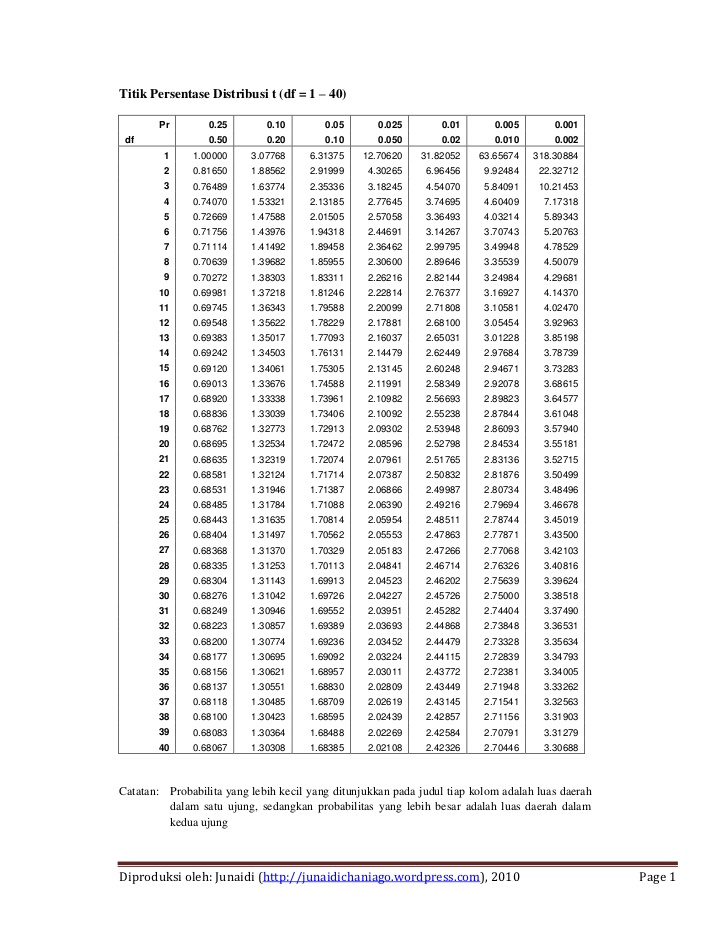 Titik Persentase Distribusi t (df = 1 – 40)
Pr 0.25 0.10 0.05 0.025 0.01 0.005 0.001
df 0.50 0.20 0.10 0.050 0.02 0.010 0.002
1 1.00000 3.07768 6.31375 12.70620 31.82052 63.65674 318.30884
2 0.81650 1.88562 2.91999 4.30265 6.96456 9.92484 22.32712
3 0.76489 1.63774 2.35336 3.18245 4.54070 5.84091 10.21453
4 0.74070 1.53321 2.13185 2.77645 3.74695 4.60409 7.17318
5 0.72669 1.47588 2.01505 2.57058 3.36493 4.03214 5.89343
6 0.71756 1.43976 1.94318 2.44691 3.14267 3.70743 5.20763
7 0.71114 1.41492 1.89458 2.36462 2.99795 3.49948 4.78529
8 0.70639 1.39682 1.85955 2.30600 2.89646 3.35539 4.50079
9 0.70272 1.38303 1.83311 2.26216 2.82144 3.24984 4.29681
10 0.69981 1.37218 1.81246 2.22814 2.76377 3.16927 4.14370
11 0.69745 1.36343 1.79588 2.20099 2.71808 3.10581 4.02470
12 0.69548 1.35622 1.78229 2.17881 2.68100 3.05454 3.92963
13 0.69383 1.35017 1.77093 2.16037 2.65031 3.01228 3.85198
14 0.69242 1.34503 1.76131 2.14479 2.62449 2.97684 3.78739
15 0.69120 1.34061 1.75305 2.13145 2.60248 2.94671 3.73283
16 0.69013 1.33676 1.74588 2.11991 2.58349 2.92078 3.68615
17 0.68920 1.33338 1.73961 2.10982 2.56693 2.89823 3.64577
18 0.68836 1.33039 1.73406 2.10092 2.55238 2.87844 3.61048
19 0.68762 1.32773 1.72913 2.09302 2.53948 2.86093 3.57940
20 0.68695 1.32534 1.72472 2.08596 2.52798 2.84534 3.55181
21 0.68635 1.32319 1.72074 2.07961 2.51765 2.83136 3.52715
22 0.68581 1.32124 1.71714 2.07387 2.50832 2.81876 3.50499
23 0.68531 1.31946 1.71387 2.06866 2.49987 2.80734 3.48496
24 0.68485 1.31784 1.71088 2.06390 2.49216 2.79694 3.46678
25 0.68443 1.31635 1.70814 2.05954 2.48511 2.78744 3.45019
26 0.68404 1.31497 1.70562 2.05553 2.47863 2.77871 3.43500
27 0.68368 1.31370 1.70329 2.05183 2.47266 2.77068 3.42103
28 0.68335 1.31253 1.70113 2.04841 2.46714 2.76326 3.40816
29 0.68304 1.31143 1.69913 2.04523 2.46202 2.75639 3.39624
30 0.68276 1.31042 1.69726 2.04227 2.45726 2.75000 3.38518
31 0.68249 1.30946 1.69552 2.03951 2.45282 2.74404 3.37490
32 0.68223 1.30857 1.69389 2.03693 2.44868 2.73848 3.36531
33 0.68200 1.30774 1.69236 2.03452 2.44479 2.73328 3.35634
34 0.68177 1.30695 1.69092 2.03224 2.44115 2.72839 3.34793
35 0.68156 1.30621 1.68957 2.03011 2.43772 2.72381 3.34005
36 0.68137 1.30551 1.68830 2.02809 2.43449 2.71948 3.33262
37 0.68118 1.30485 1.68709 2.02619 2.43145 2.71541 3.32563
38 0.68100 1.30423 1.68595 2.02439 2.42857 2.71156 3.31903
39 0.68083 1.30364 1.68488 2.02269 2.42584 2.70791 3.31279
40 0.68067 1.30308 1.68385 2.02108 2.42326 2.70446 3.30688
Catatan: Probabilita yang lebih kecil yang ditunjukkan pada judul tiap kolom adalah luas daerah
dalam satu ujung, sedangkan probabilitas yang lebih besar adalah luas daerah dalam
kedua ujung
Diproduksi oleh: Junaidi (http://junaidichaniago.wordpress.com), 2010 Page 1